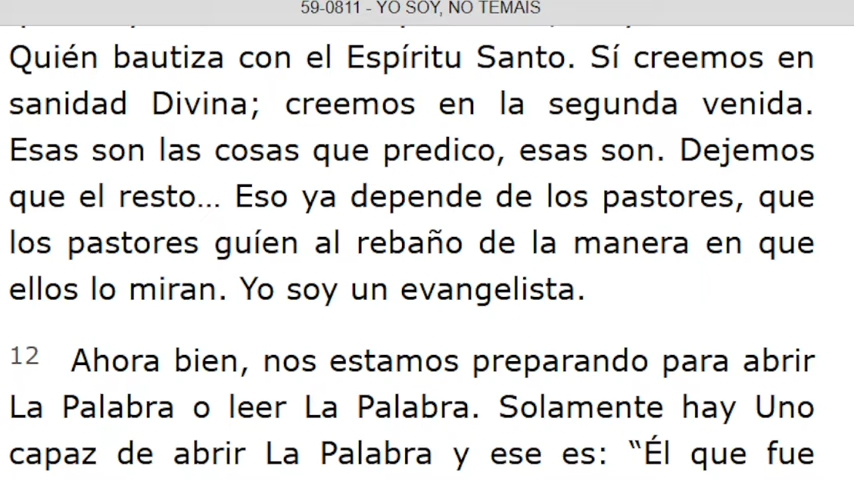 59-0811 - YO SOY, NO TEMAIS
Quién bautiza con el Espíritu Santo. Sí creemos en
sanidad Divina; creemos en la segunda venida.
Esas son las cosas que predico, esas son. Dejemos
que el resto… Eso ya depende de los pastores, que
los pastores guíen al rebaño de la manera en que
ellos lo miran. Yo soy un evangelista.
12 Ahora bien, nos estamos preparando para abrir
La Palabra o leer La Palabra. Solamente hay Uno
capaz de abrir La Palabra y ese es: “Él que fue